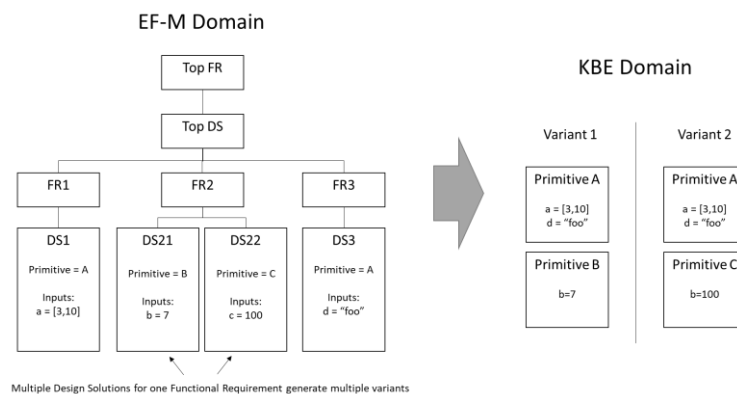 EF-M Domain
Top FR
Top DS
FR1
FR2
FR3
DS1
Primitive = A
Inputs:
a = [3,10]
DS21
Primitive = B
Inputs:
b = 7
DS22
Primitive = C
Inputs:
c = 100
DS3
Primitive = A
Inputs:
d = “foo”
Multiple Design Solutions for one Functional Requirement generate multiple variants
KBE Domain
Variant 1
Primitive A
a = [3,10]
d = “foo”
Primitive B
b=7
Variant 2
Primitive A
a = [3,10]
d = “foo”
Primitive C
b=100